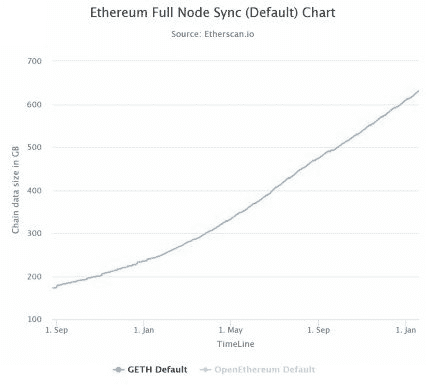 Ethereum Full Node Sync (Default) Chart
Source: Etherscan.io
Chain data size in GB
700
600
500
400
300
200
100
1. Sep
1. Jan
1. May
1. Sep
1. Jan
TimeLine
GETH Default
OpenEthereum Default